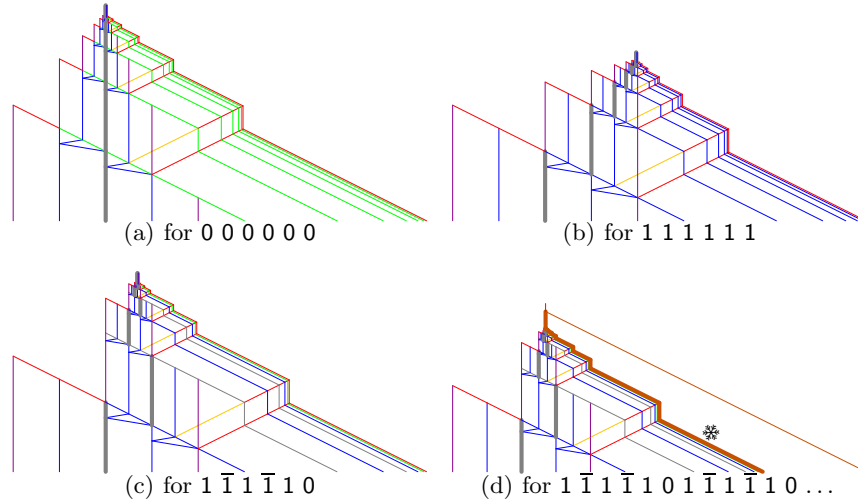 (a) for 0 0 0 0 0 0
(b) for 1 1 1 1 1 1
(c) for 1 1̅ 1 1̅ 1 0
(d) for 1 1̅ 1 1̅ 1 0 1 1̅ 1 1̅ 1 0 ...